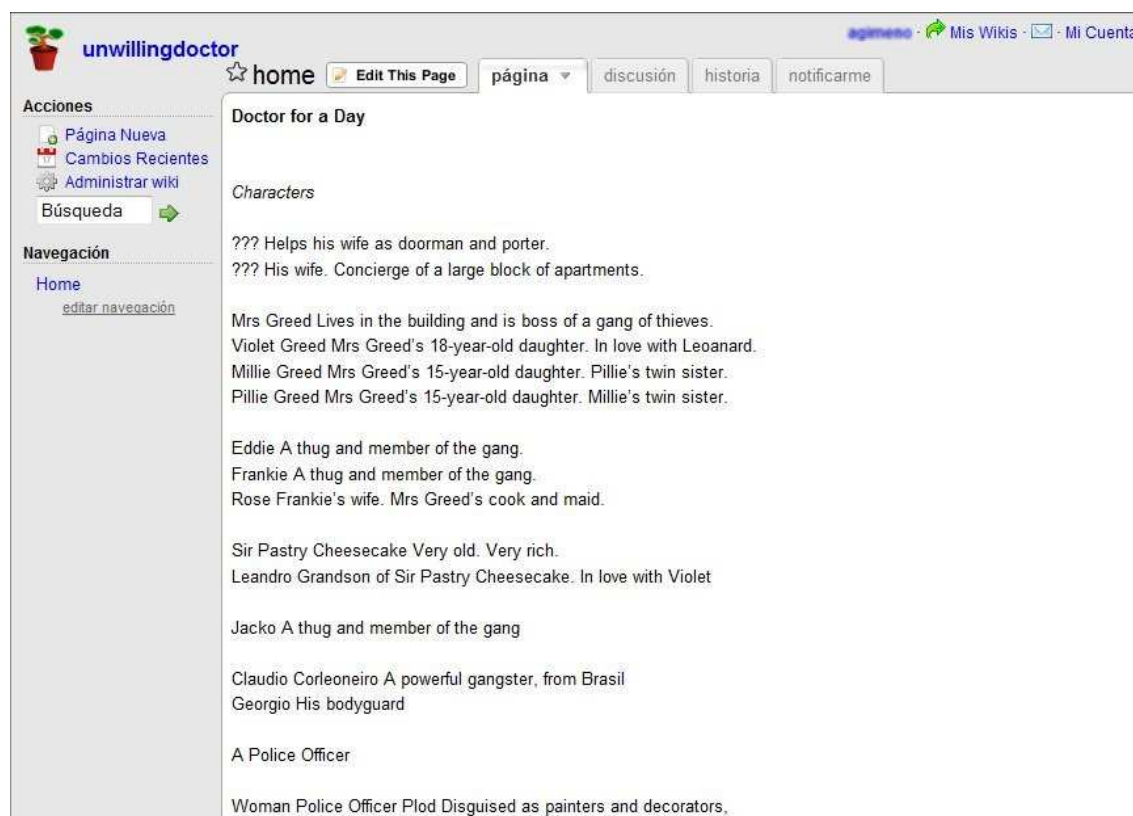 unwillingdoctor
Mis Wikis · Mi Cuenta
home Edit This Page página discusión historia notificarme
Acciones
Página Nueva
Cambios Recientes
Administrar wiki
Búsqueda
Navegación
Home
editar navegación
Doctor for a Day
Characters
??? Helps his wife as doorman and porter.
??? His wife. Concierge of a large block of apartments.
Mrs Greed Lives in the building and is boss of a gang of thieves.
Violet Greed Mrs Greed's 18-year-old daughter. In love with Leoanard.
Millie Greed Mrs Greed's 15-year-old daughter. Pillie's twin sister.
Pillie Greed Mrs Greed's 15-year-old daughter. Millie's twin sister.
Eddie A thug and member of the gang.
Frankie A thug and member of the gang.
Rose Frankie's wife. Mrs Greed's cook and maid.
Sir Pastry Cheesecake Very old. Very rich.
Leandro Grandson of Sir Pastry Cheesecake. In love with Violet
Jacko A thug and member of the gang
Claudio Corleoneiro A powerful gangster, from Brasil
Georgio His bodyguard
A Police Officer
Woman Police Officer Plod Disguised as painters and decorators,